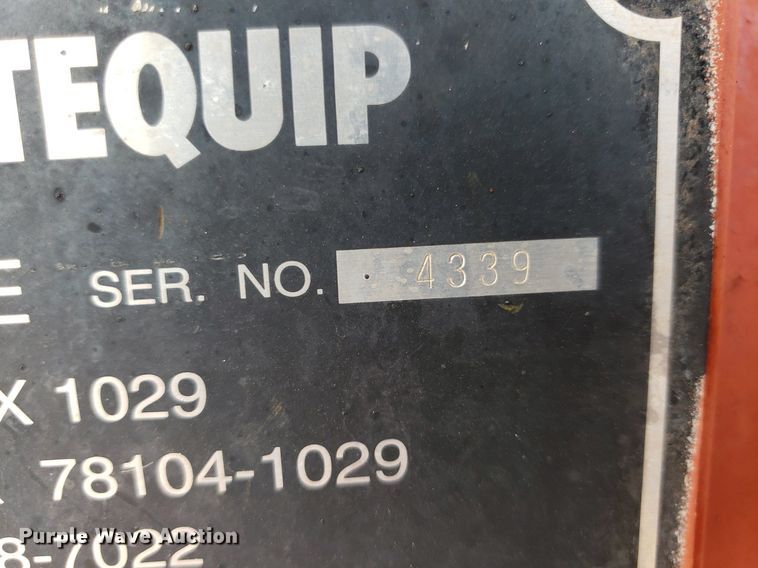 TEQUIP
E SER. NO. 4339
X 1029
78104-1029
8-7022
Purple Wave Auction